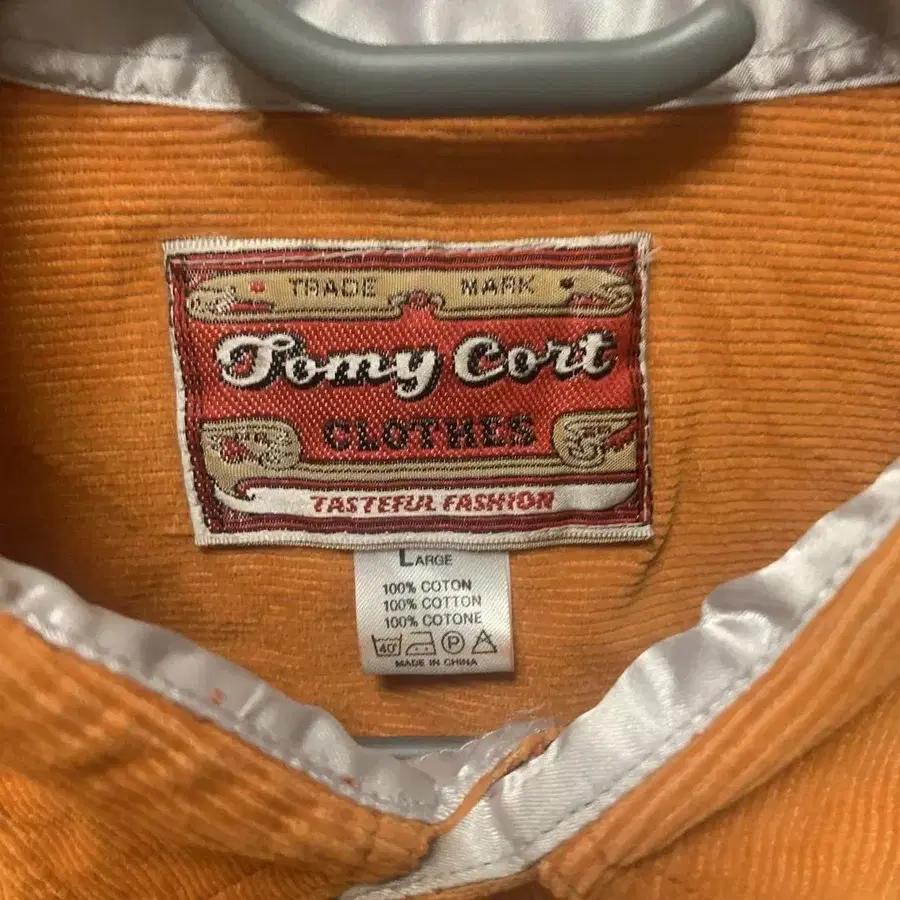 TRADE MARK
Tomy Cort
CLOTHES
TASTEFUL FASHION
LARGE
100% COTON
100% COTTON
100% COTONE
40° P A
MADE IN CHINA